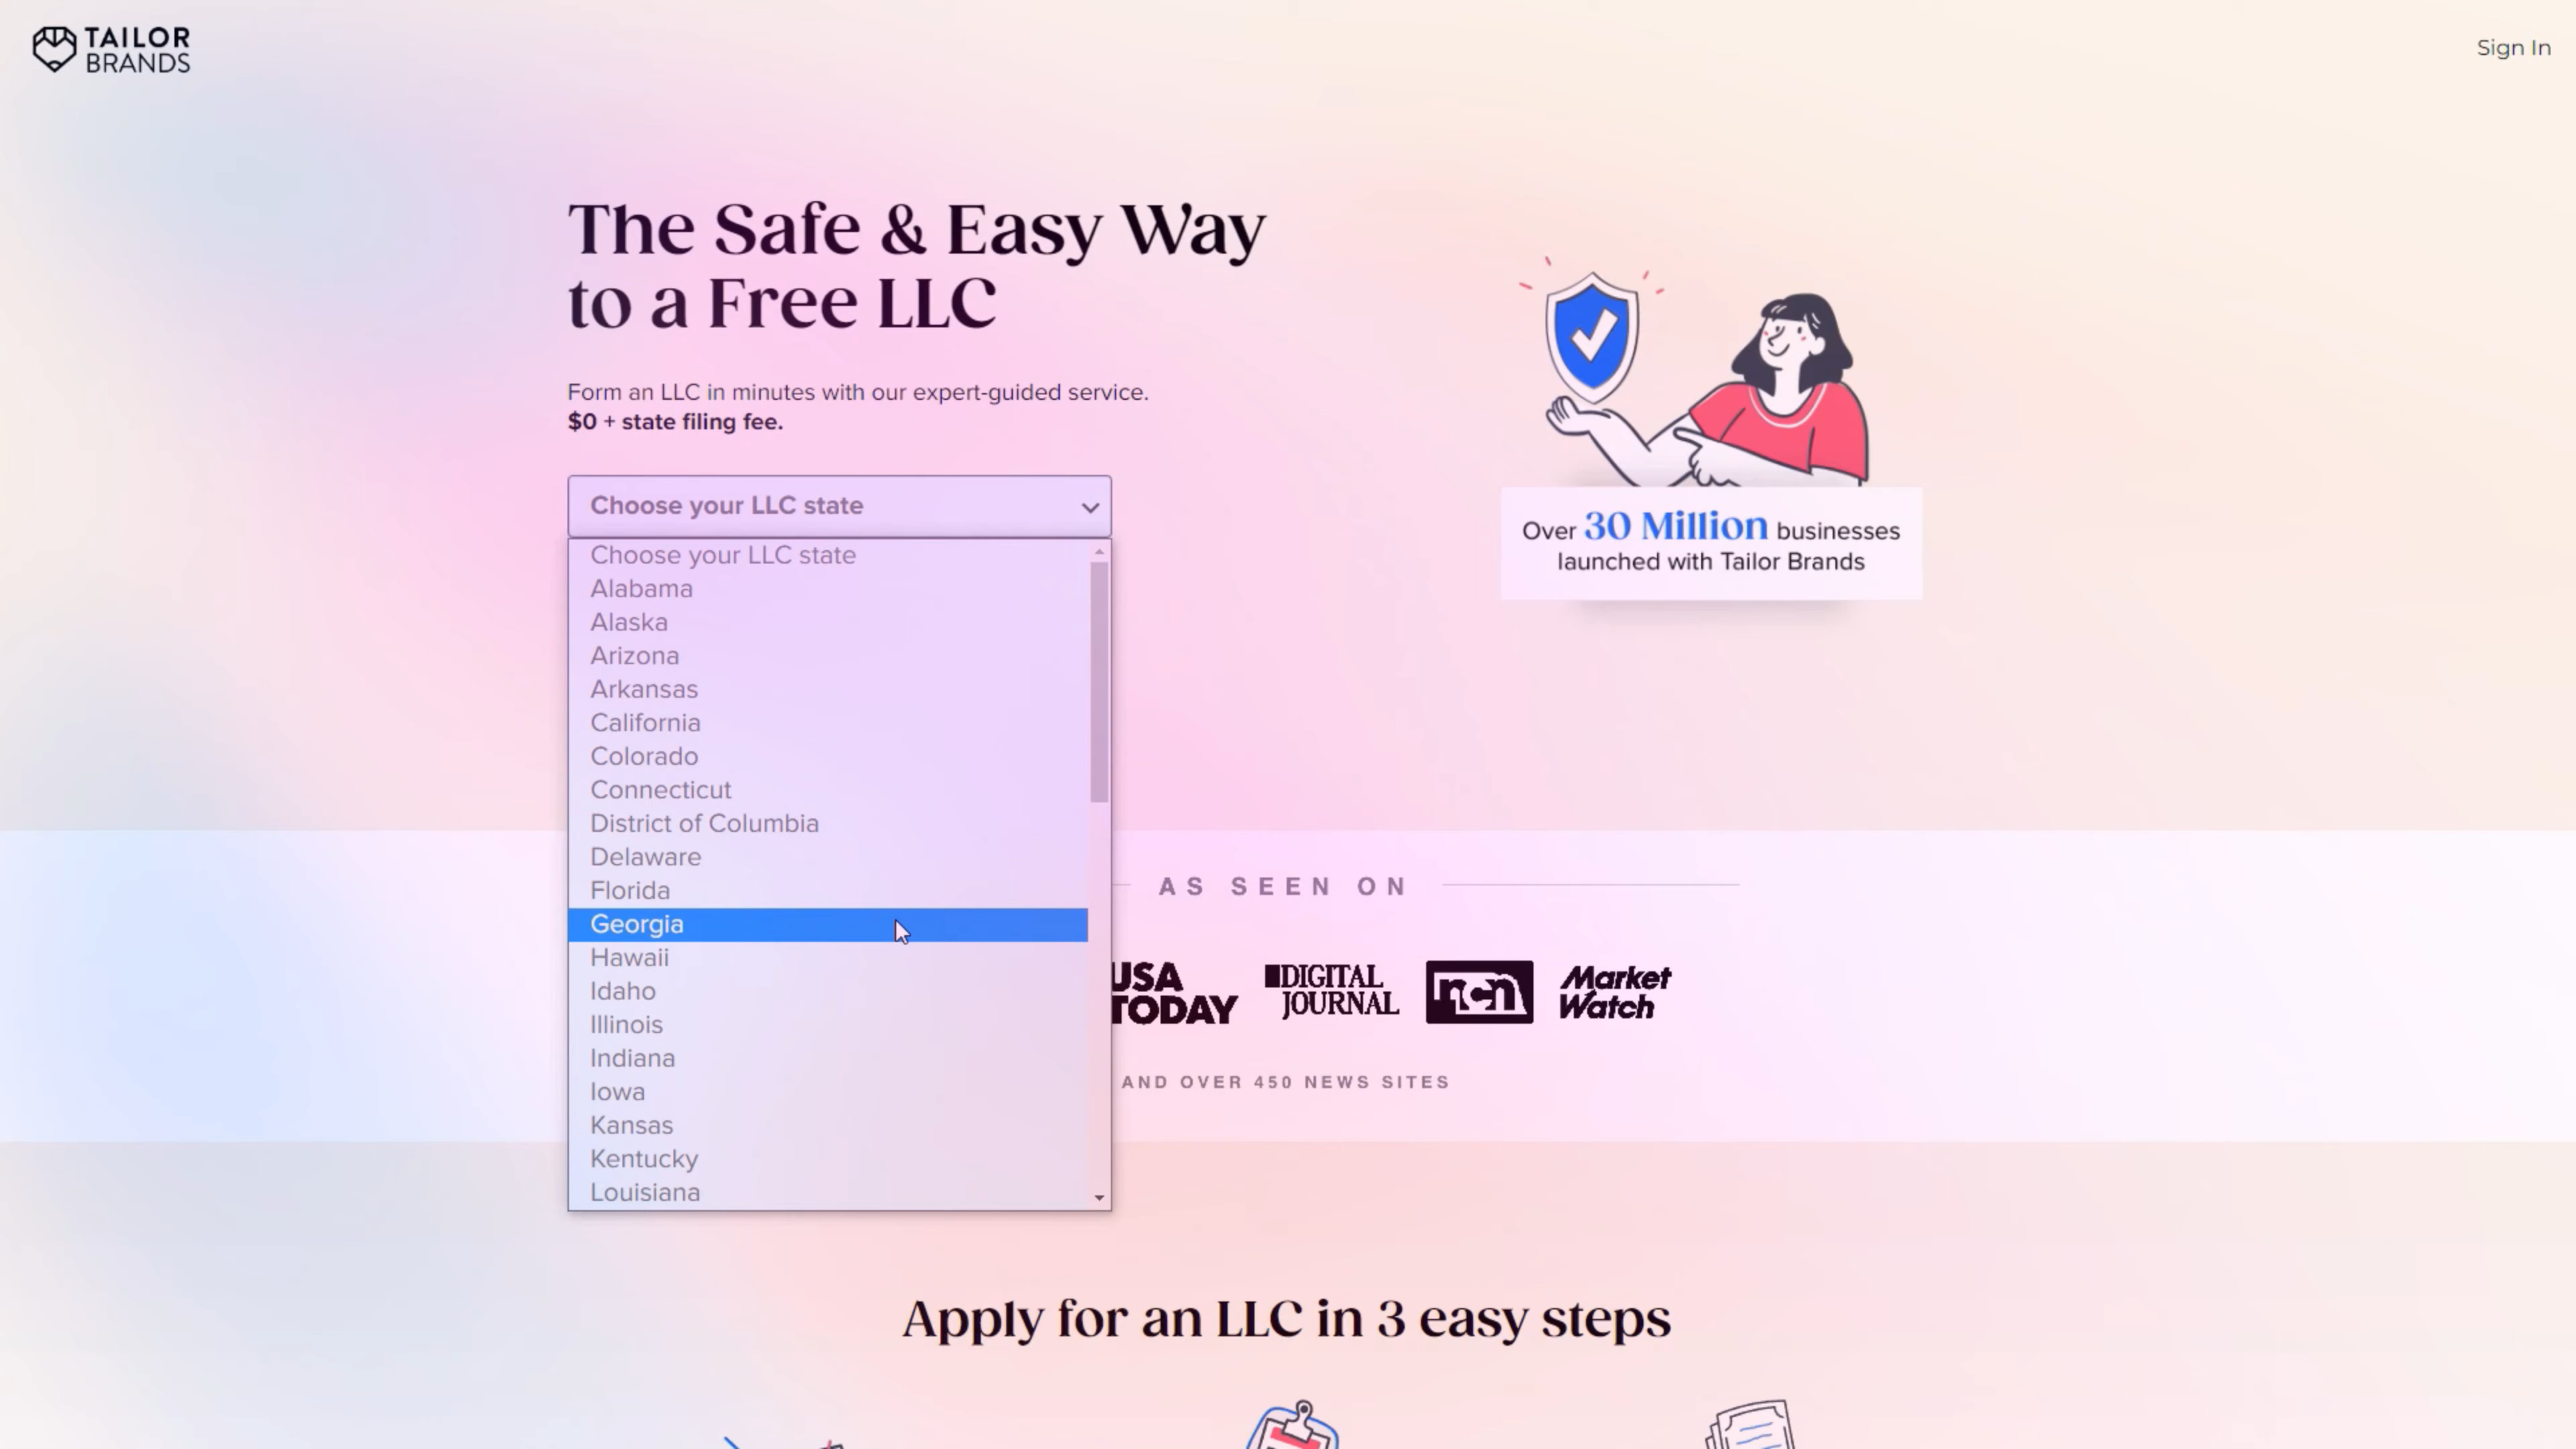 TAILOR
BRANDS
Sign In
The Safe & Easy Way
to a Free LLC
Form an LLC in minutes with our expert-guided service.
$0 + state filing fee.
Choose your LLC state
Choose your LLC state
Alabama
Alaska
Arizona
Arkansas
California
Colorado
Connecticut
District of Columbia
Delaware
Florida
Georgia
Hawaii
Idaho
Illinois
Indiana
Iowa
Kansas
Kentucky
Louisiana
Over 30 Million businesses
launched with Tailor Brands
AS SEEN ON
USA
TODAY
DIGITAL
JOURNAL
ncn
Market
Watch
AND OVER 450 NEWS SITES
Apply for an LLC in 3 easy steps